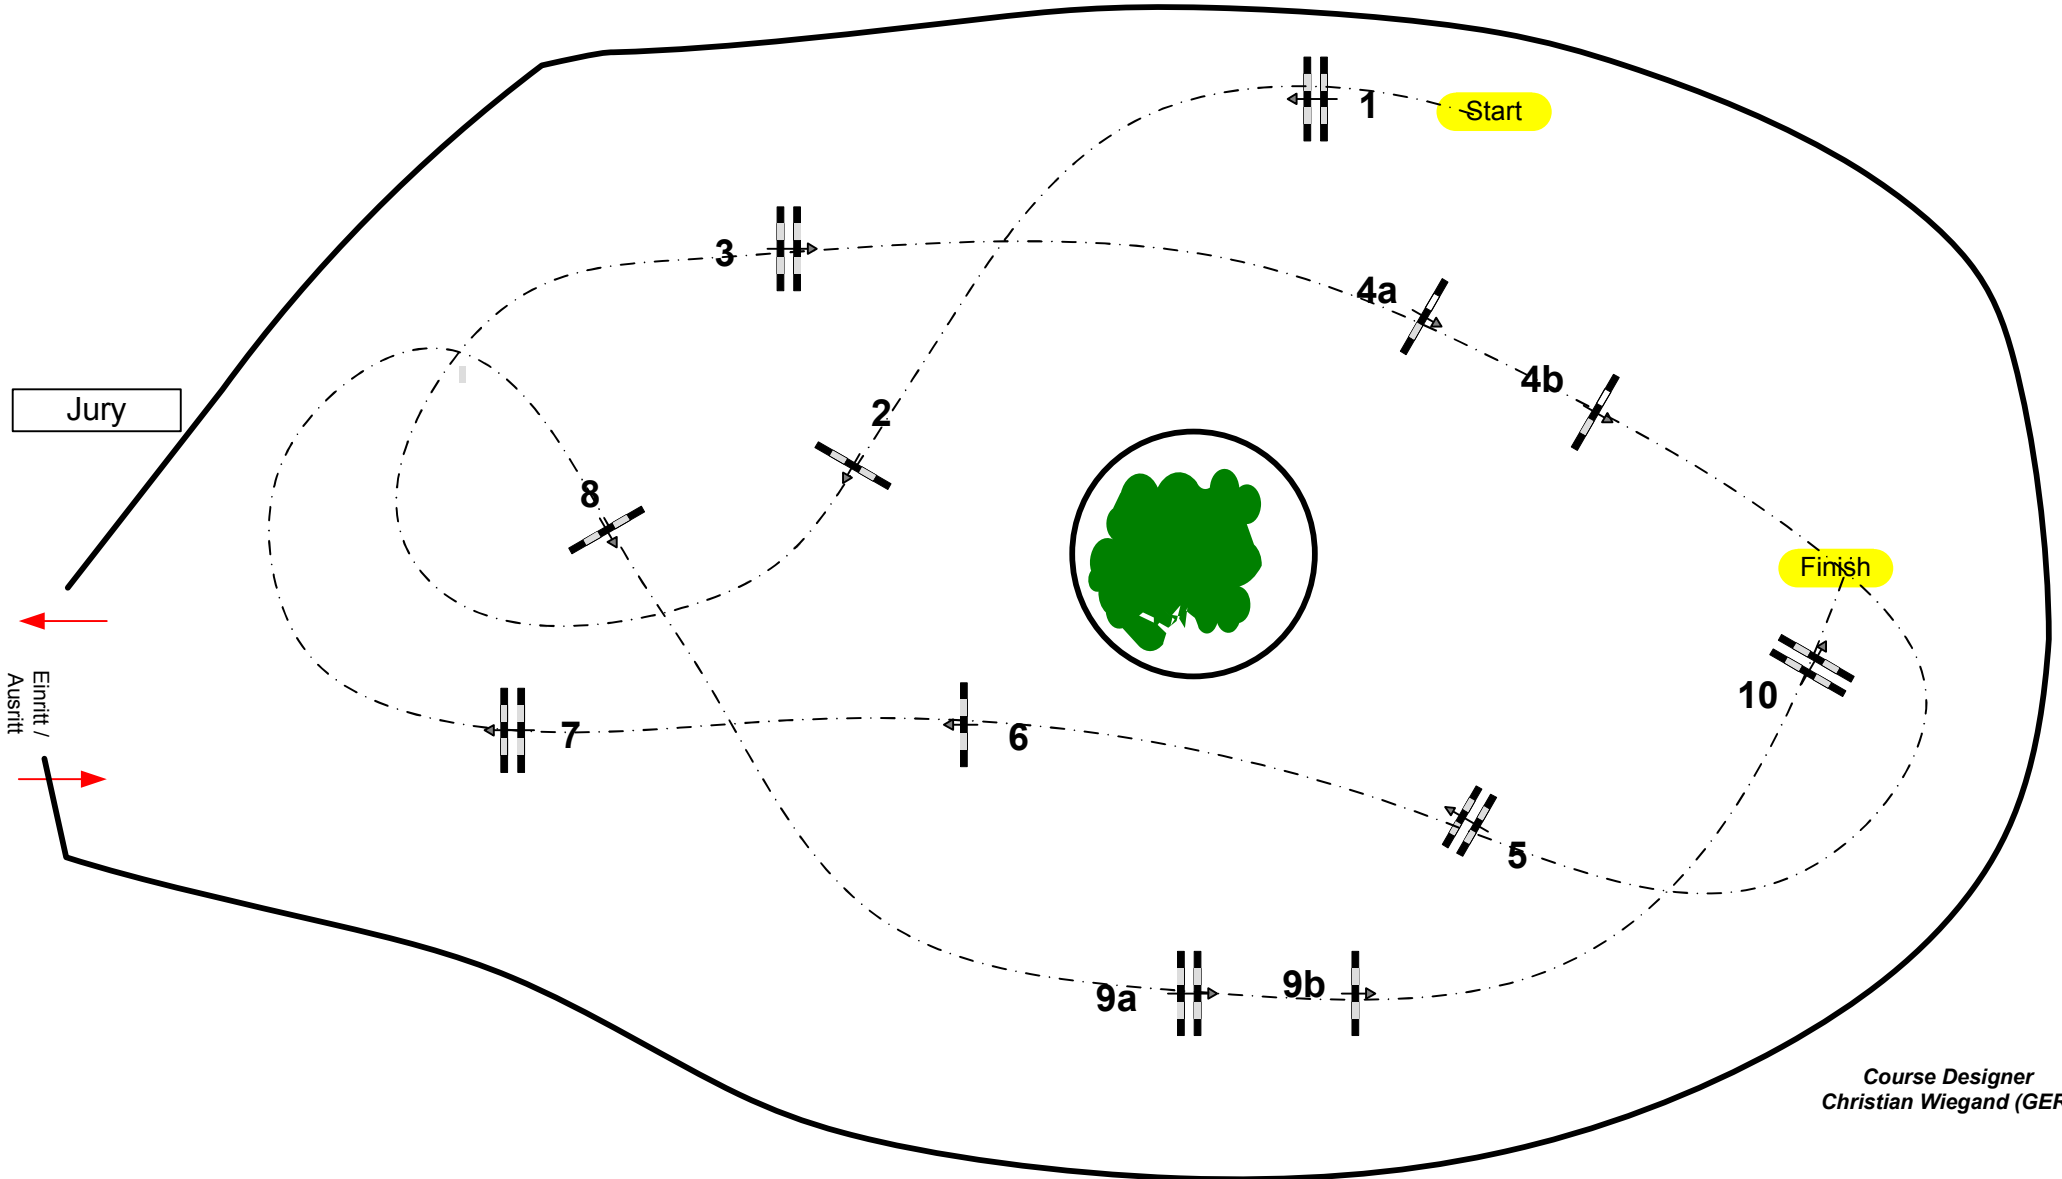 1
Start
3
4a
4b
Jury
2
8
Finish
Einritt /
Ausritt
10
7
6
5
9a
9b
Course Designer
Christian Wiegand (GER